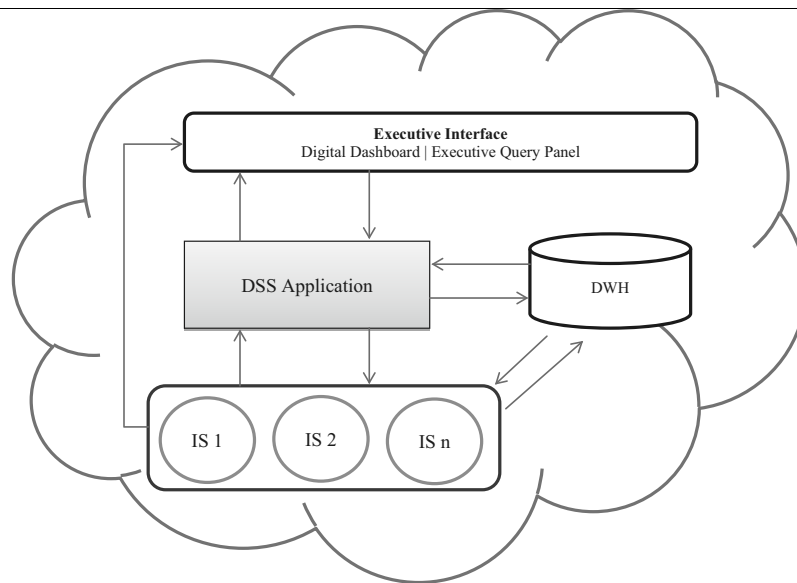 Executive Interface
Digital Dashboard | Executive Query Panel
DSS Application
DWH
IS 1
IS 2
IS n